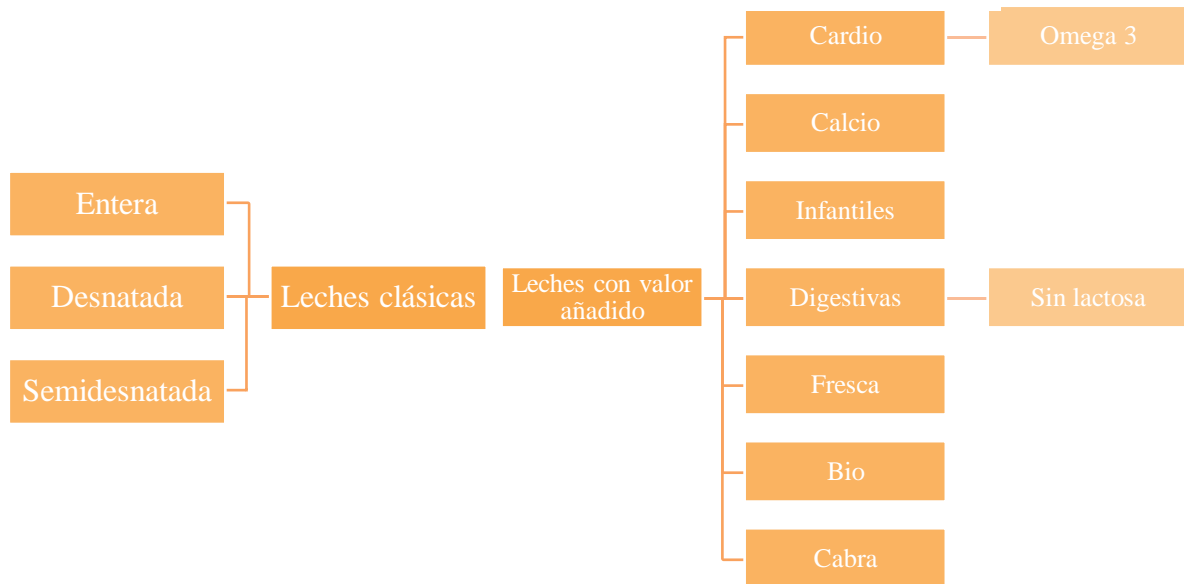 Entera
Desnatada
Semidesnatada
Leches clásicas
Leches con valor
añadido
Cardio
Omega 3
Calcio
Infantiles
Digestivas
Sin lactosa
Fresca
Bio
Cabra